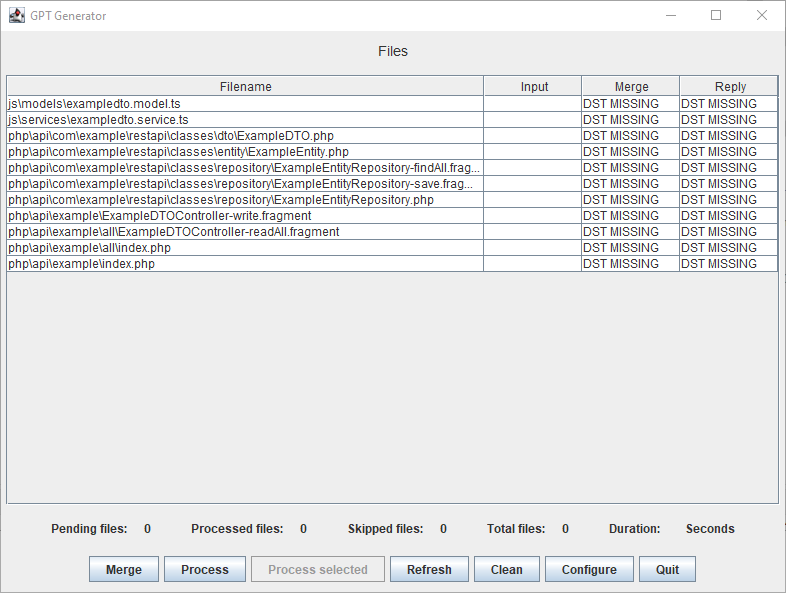 GPT Generator
Files
Filename Input Merge Reply
js\models\exampledto.model.ts DST MISSING DST MISSING
js\services\exampledto.service.ts DST MISSING DST MISSING
php\api\com\example\restapi\classes\dto\ExampleDTO.php DST MISSING DST MISSING
php\api\com\example\restapi\classes\entity\ExampleEntity.php DST MISSING DST MISSING
php\api\com\example\restapi\classes\repository\ExampleEntityRepository-findAll.frag... DST MISSING DST MISSING
php\api\com\example\restapi\classes\repository\ExampleEntityRepository-save.frag... DST MISSING DST MISSING
php\api\com\example\restapi\classes\repository\ExampleEntityRepository.php DST MISSING DST MISSING
php\api\example\ExampleDTOController-write.fragment DST MISSING DST MISSING
php\api\example\all\ExampleDTOController-readAll.fragment DST MISSING DST MISSING
php\api\example\all\index.php DST MISSING DST MISSING
php\api\example\index.php DST MISSING DST MISSING
Pending files: 0 Processed files: 0 Skipped files: 0 Total files: 0 Duration: Seconds
Merge Process Process selected Refresh Clean Configure Quit